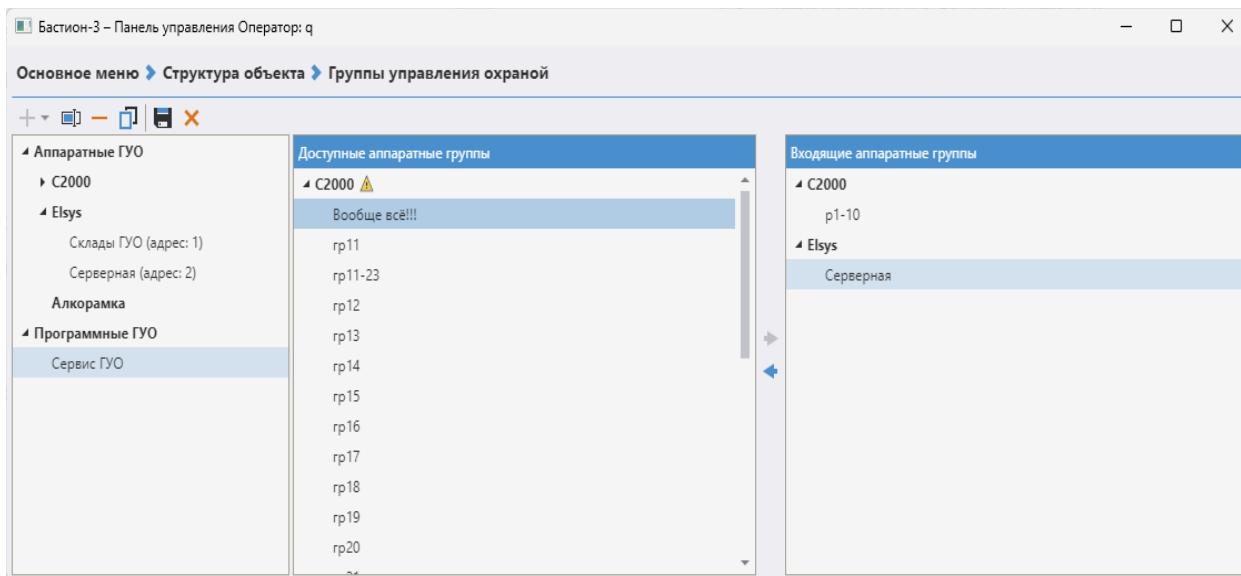 Бастион-3 – Панель управления Оператор: q
Основное меню Структура объекта Группы управления охраной
Аппаратные ГУО
С2000
Elsys
Склады ГУО (адрес: 1)
Серверная (адрес: 2)
Алкорамка
Программные ГУО
Сервис ГУО
Доступные аппаратные группы
С2000
Вообще всё!!!
гр11
гр11-23
гр12
гр13
гр14
гр15
гр16
гр17
гр18
гр19
гр20
Входящие аппаратные группы
С2000
р1-10
Elsys
Серверная